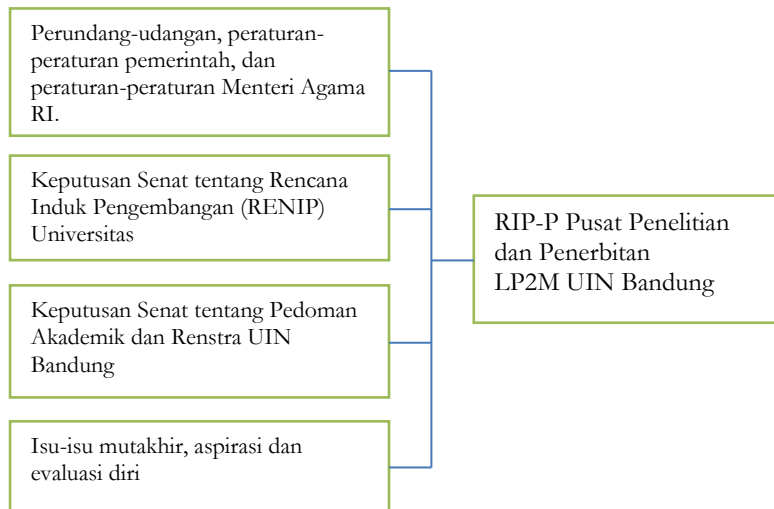 Perundang-udangan, peraturan-
peraturan pemerintah, dan
peraturan-peraturan Menteri Agama
RI.
Keputusan Senat tentang Rencana
Induk Pengembangan (RENIP)
Universitas
Keputusan Senat tentang Pedoman
Akademik dan Renstra UIN
Bandung
Isu-isu mutakhir, aspirasi dan
evaluasi diri
RIP-P Pusat Penelitian
dan Penerbitan
LP2M UIN Bandung